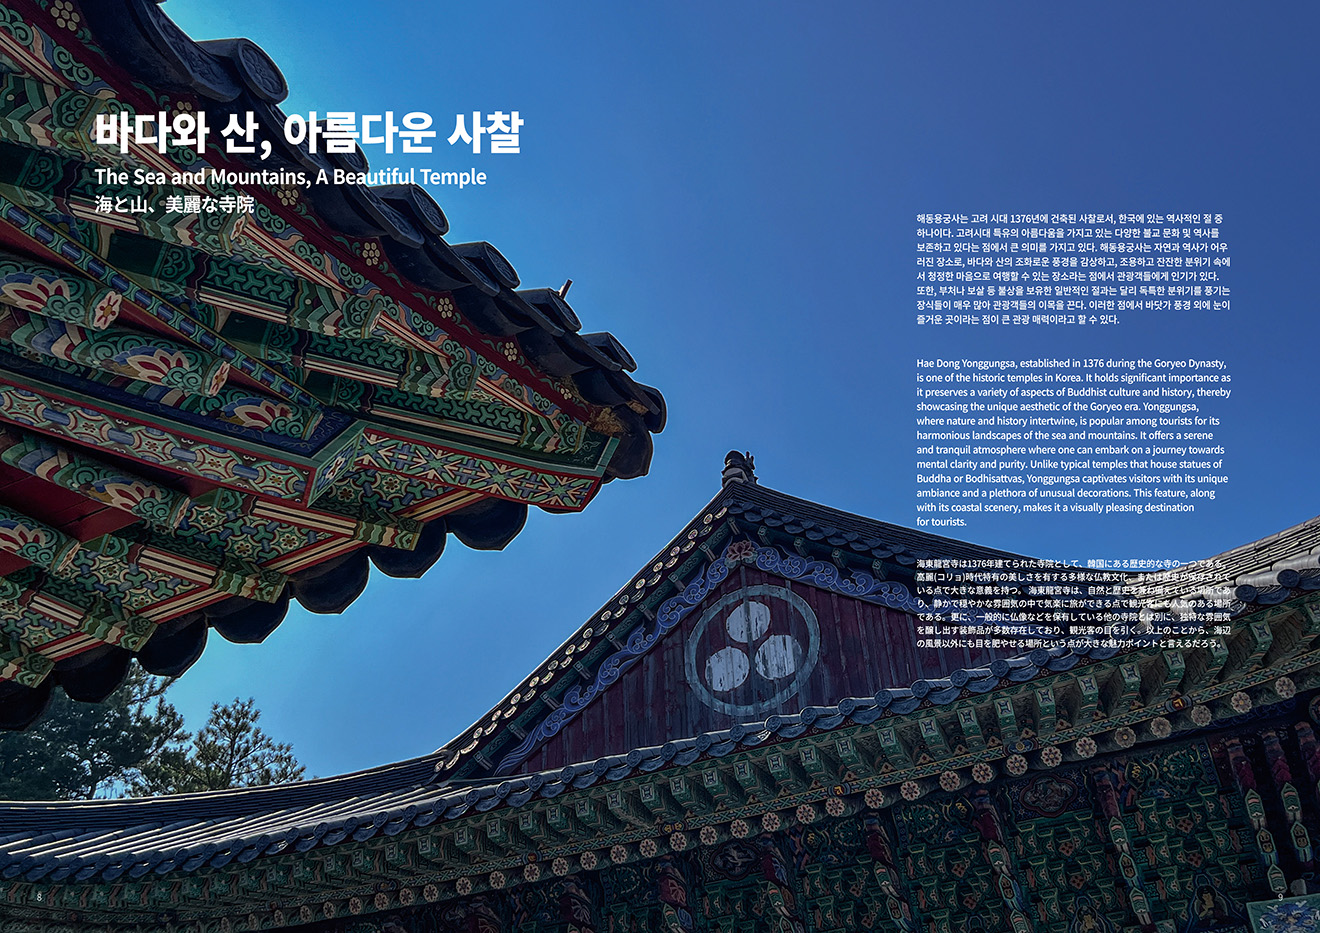 바다와 산, 아름다운 사찰
The Sea and Mountains, A Beautiful Temple
海と山、美麗な寺院
해동용궁사는 고려 시대 1376년에 건축된 사찰로서, 한국에 있는 역사적인 절 중
하나이다. 고려시대 특유의 아름다움을 가지고 있는 다양한 불교 문화 및 역사를
보존하고 있다는 점에서 큰 의미를 가지고 있다. 해동용궁사는 자연과 역사가 어우
러진 장소로, 바다와 산의 조화로운 풍경을 감상하고, 조용하고 잔잔한 분위기 속에
서 청정한 마음으로 여행할 수 있는 장소라는 점에서 관광객들에게 인기가 있다.
또한, 부처나 보살 등 불상을 보유한 일반적인 절과는 달리 독특한 분위기를 풍기는
장식들이 매우 많아 관광객들의 이목을 끈다. 이러한 점에서 바닷가 풍경 외에 눈이
즐거운 곳이라는 점이 큰 관광 매력이라고 할 수 있다.
Hae Dong Yonggungsa, established in 1376 during the Goryeo Dynasty,
is one of the historic temples in Korea. It holds significant importance as
it preserves a variety of aspects of Buddhist culture and history, thereby
showcasing the unique aesthetic of the Goryeo era. Yonggungsa,
where nature and history intertwine, is popular among tourists for its
harmonious landscapes of the sea and mountains. It offers a serene
and tranquil atmosphere where one can embark on a journey towards
mental clarity and purity. Unlike typical temples that house statues of
Buddha or Bodhisattvas, Yonggungsa captivates visitors with its unique
ambiance and a plethora of unusual decorations. This feature, along
with its coastal scenery, makes it a visually pleasing destination
for tourists.
海東龍宮寺は1376年建てられた寺院として、韓国にある歴史的な寺の一つである。
高麗(コリョ)時代特有の美しさを有する多様な仏教文化、または歴史が保存されて
いる点で大きな意義を持つ。 海東龍宮寺は、自然と歴史を兼ね備えている場所であ
り、静かで穏やかな雰囲気の中で気楽に旅ができる点で観光客にも人気のある場所
である。更に、一般的に仏像などを保有している他の寺院とは別に、独特な雰囲気
を醸し出す装飾品が多数存在しており、観光客の目を引く。以上のことから、海辺
の風景以外にも目を肥やせる場所という点が大きな魅力ポイントと言えるだろう。
8
9